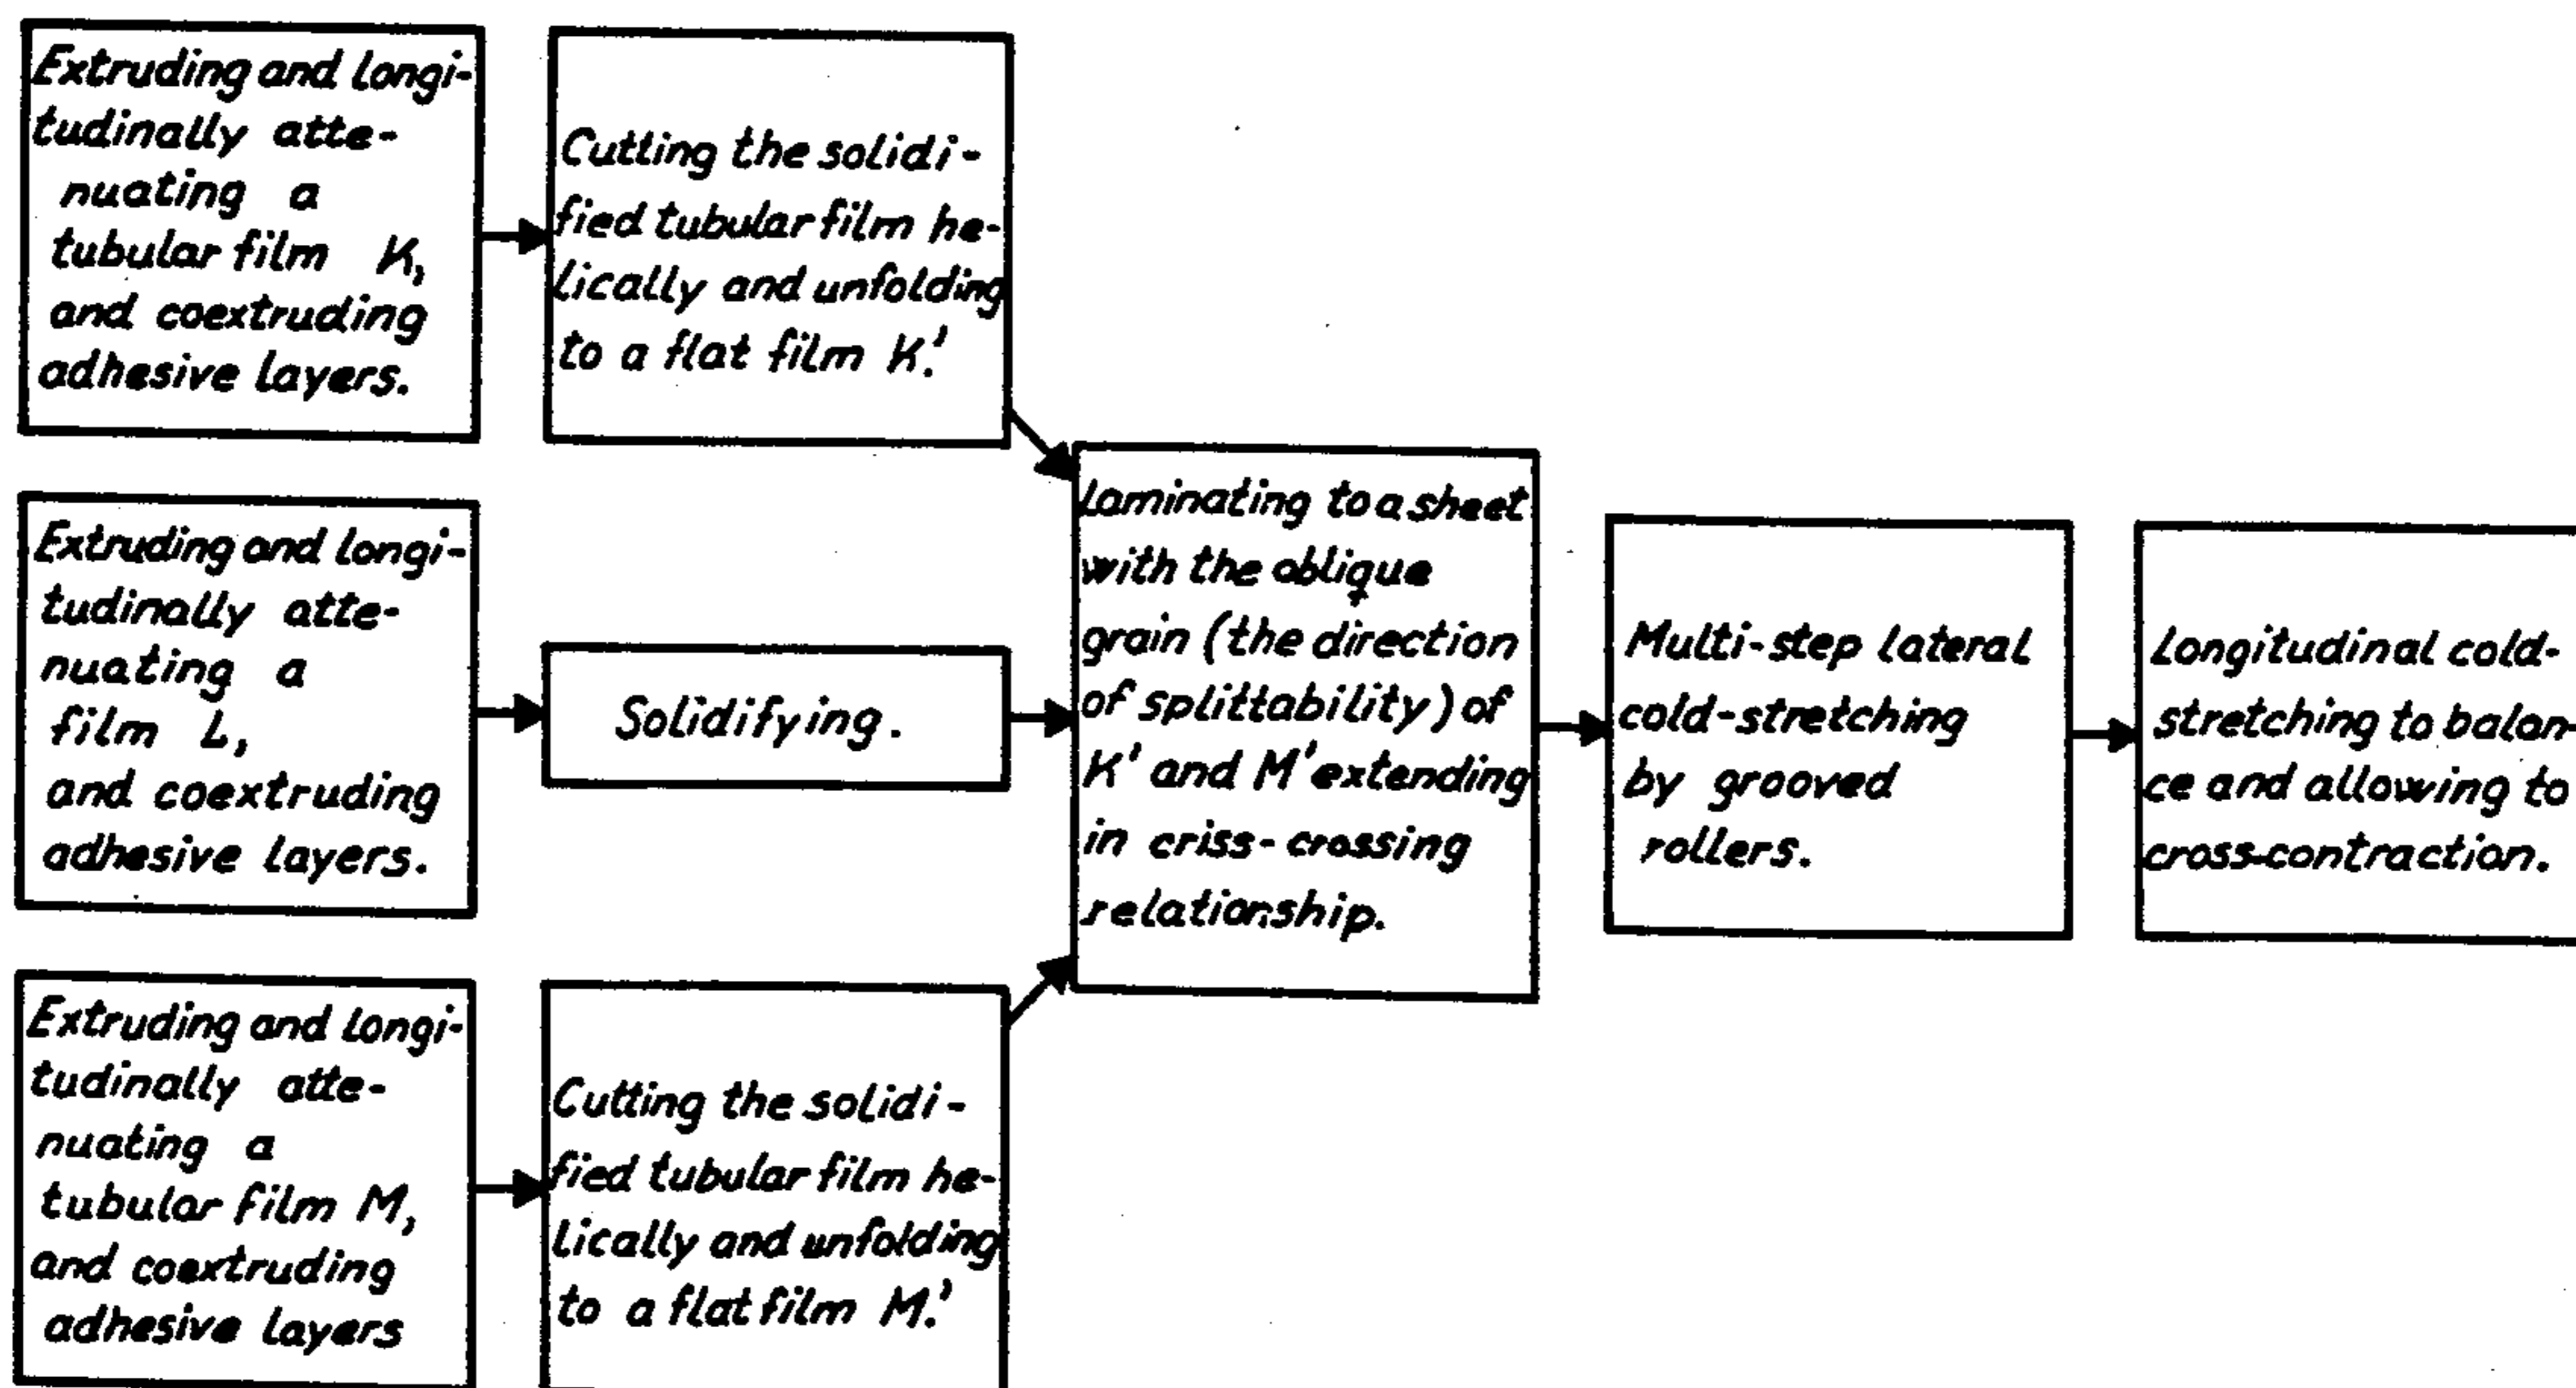 Extruding and longi-
tudinally atte-
nuating a
tubular film K,
and coextruding
adhesive layers.
Cutting the solidi-
fied tubular film he-
lically and unfolding
to a flat film K'.
Extruding and longi-
tudinally atte-
nuating a
film L,
and coextruding
adhesive layers.
Solidifying.
Extruding and longi-
tudinally atte-
nuating a
tubular film M,
and coextruding
adhesive layers
Cutting the solidi-
fied tubular film he-
lically and unfolding
to a flat film M'.
Laminating to a sheet
with the oblique
grain (the direction
of splittability) of
K' and M' extending
in criss-crossing
relationship.
Multi-step lateral
cold-stretching
by grooved
rollers.
Longitudinal cold-
stretching to balan-
ce and allowing to
cross-contraction.